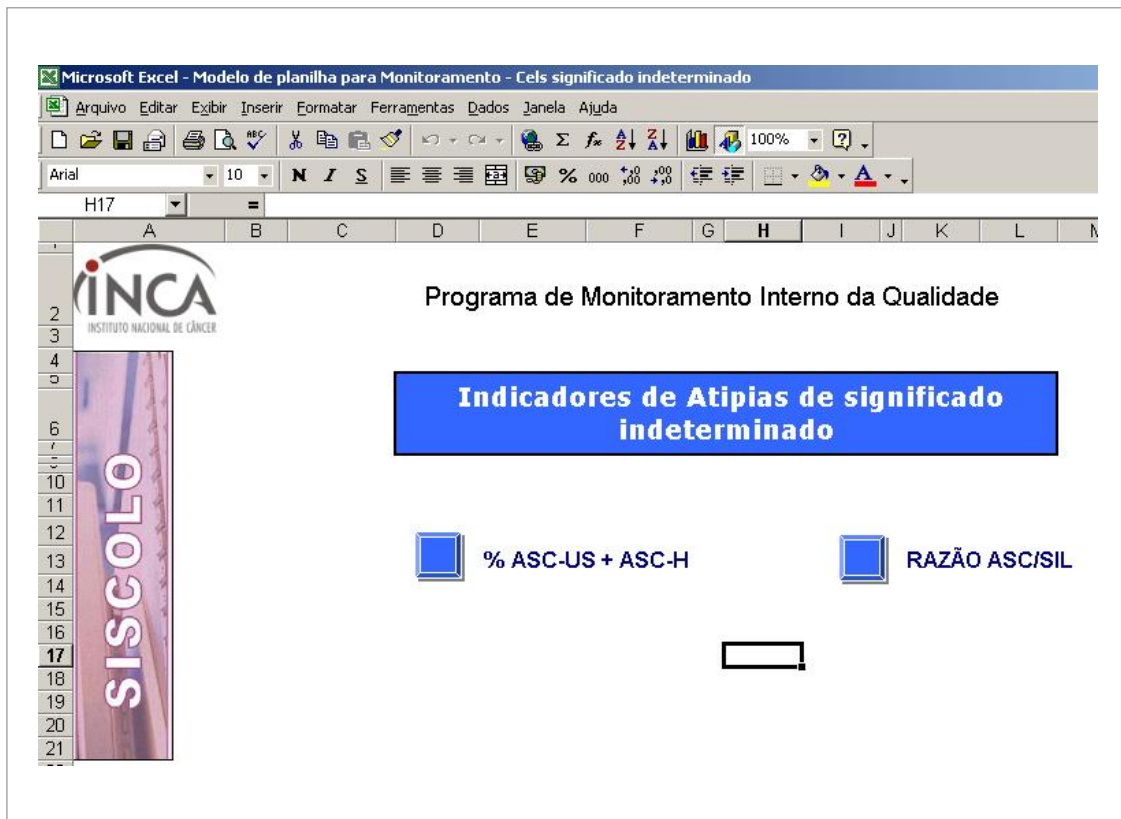 Microsoft Excel - Modelo de planilha para Monitoramento - Cels significado indeterminado
Arquivo Editar Exibir Inserir Formatar Ferramentas Dados Janela Ajuda
100%
Arial 10 N I S % 000
H17 =
A B C D E F G H I J K L
INCA
INSTITUTO NACIONAL DE CÂNCER
Programa de Monitoramento Interno da Qualidade
2
3
4
5
Indicadores de Atipias de significado
indeterminado
6
7
10
11
12
% ASC-US + ASC-H RAZÃO ASC/SIL
13
14
15
16
17
18
19
20
21
SISCOLO